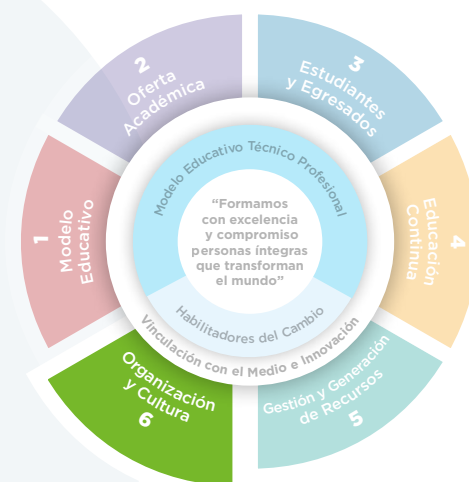 1
Modelo
Educativo
2
Oferta
Académica
3
Estudiantes
y Egresados
4
Educación
Continua
Gestión y Generación
de Recursos
5
Organización
y Cultura
6
Modelo Educativo Técnico Profesional
“Formamos
con excelencia
y compromiso
personas íntegras
que transforman
el mundo”
Habilitadores del Cambio
Vinculación con el Medio e Innovación